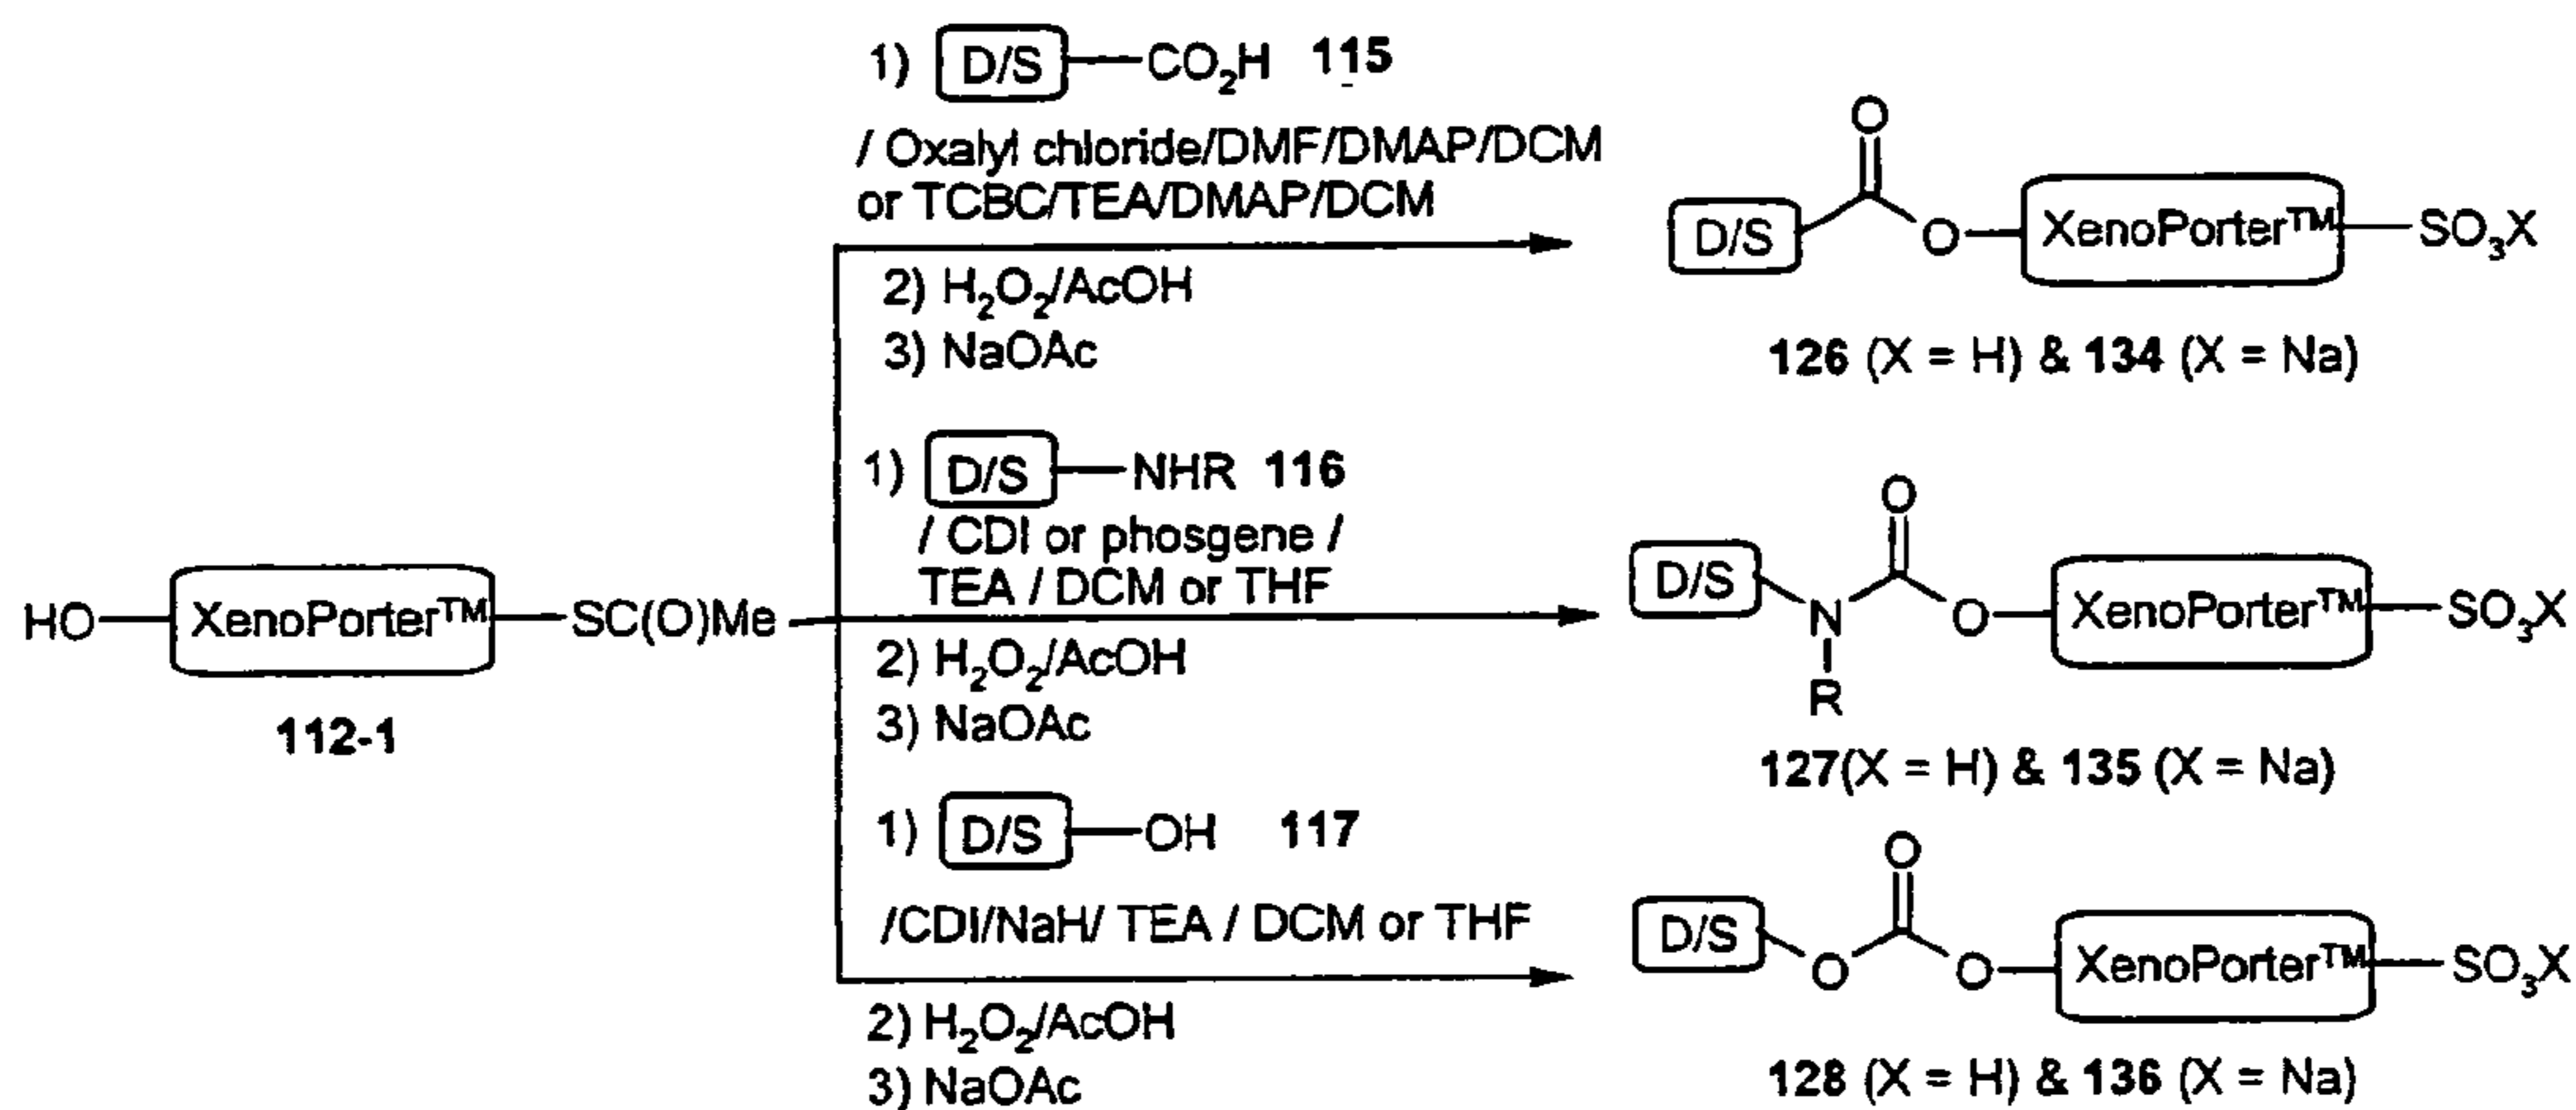 1) D/S—CO₂H 115
/ Oxalyl chloride/DMF/DMAP/DCM
or TCBC/TEA/DMAP/DCM
2) H₂O₂/AcOH
3) NaOAc
O
D/S O—XenoPorter™—SO₃X
126 (X = H) & 134 (X = Na)
1) D/S—NHR 116
/ CDI or phosgene /
TEA / DCM or THF
2) H₂O₂/AcOH
3) NaOAc
HO—XenoPorter™—SC(O)Me
112-1
O
D/S N O—XenoPorter™—SO₃X
R
127(X = H) & 135 (X = Na)
1) D/S—OH 117
/CDI/NaH/ TEA / DCM or THF
2) H₂O₂/AcOH
3) NaOAc
O
D/S O O—XenoPorter™—SO₃X
128 (X = H) & 136 (X = Na)